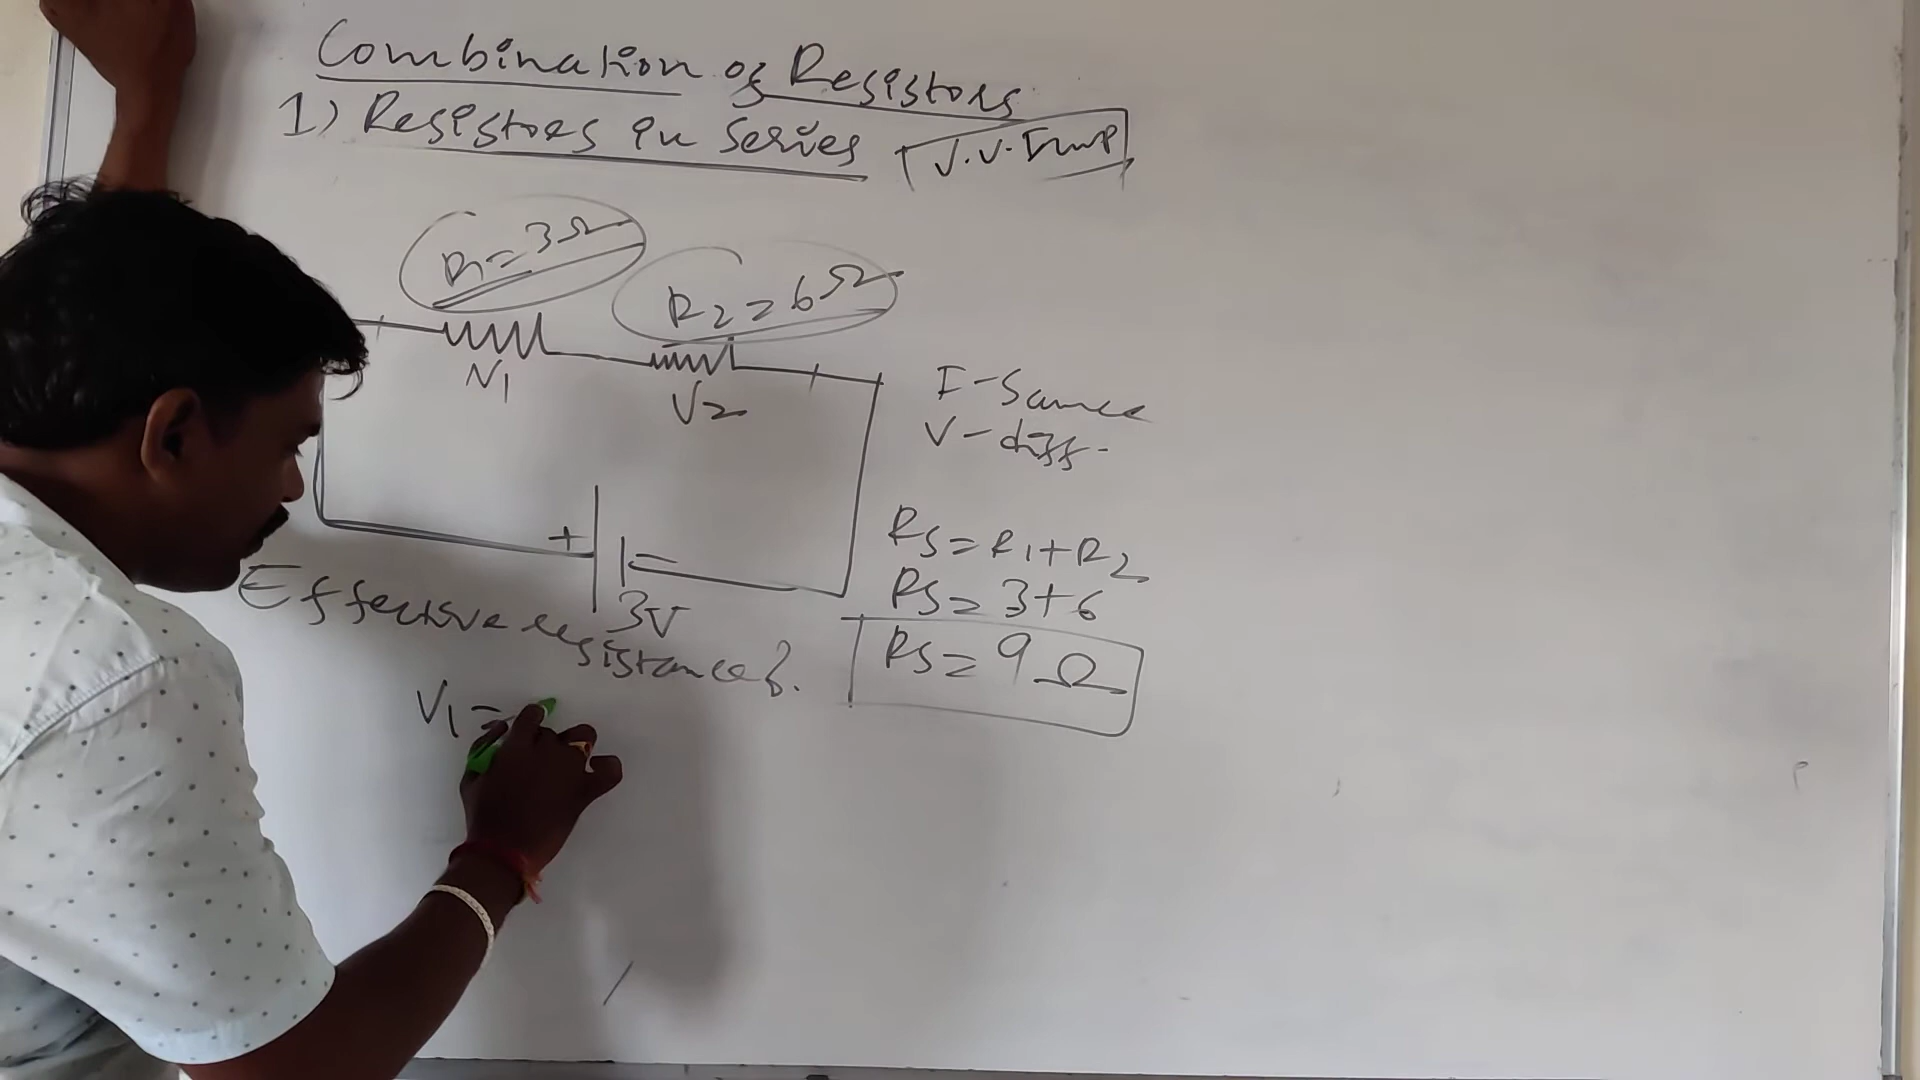 Combination of Resistors
1) Resistors in Series V.V. Imp
R1 = 3Ω
R2 = 6Ω
V1
V2
I - Same
V - diff.
+
3V
RS = R1 + R2
RS = 3 + 6
RS = 9 Ω
Effective resistance?
V1 =